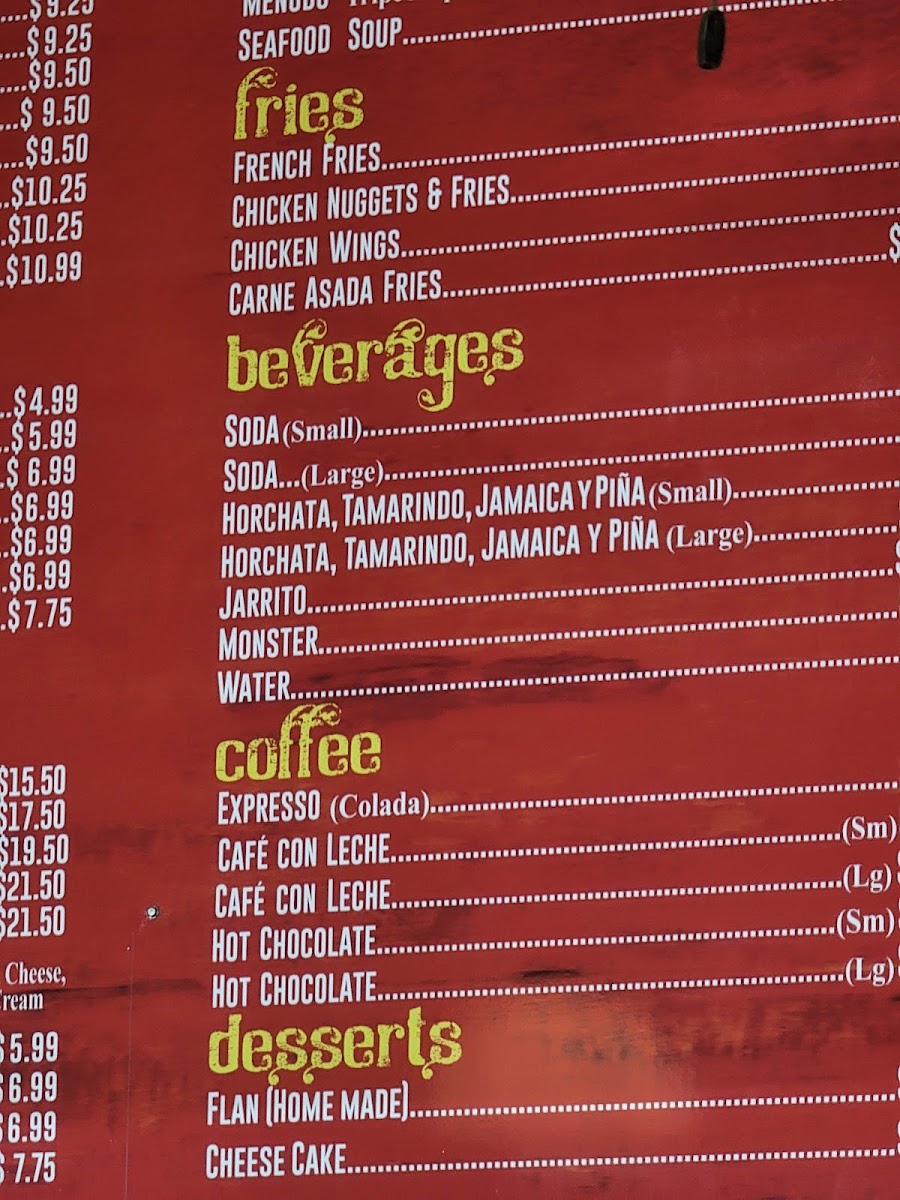 $9.25
$9.25
$9.50
$ 9.50
$9.50
$10.25
$10.25
$10.99
$4.99
$5.99
$ 6.99
$6.99
$6.99
$6.99
$7.75
$15.50
$17.50
$19.50
$21.50
$21.50
Cheese,
$5.99
$6.99
$6.99
$ 7.75
MENUDO
SEAFOOD SOUP
fries
FRENCH FRIES
CHICKEN NUGGETS & FRIES
CHICKEN WINGS
CARNE ASADA FRIES
beverages
SODA (Small)
SODA...(Large)
HORCHATA, TAMARINDO, JAMAICA Y PIÑA (Small)
HORCHATA, TAMARINDO, JAMAICA Y PIÑA (Large)
JARRITO
MONSTER
WATER
coffee
EXPRESSO (Colada)
CAFÉ CON LECHE (Sm)
CAFÉ CON LECHE (Lg)
HOT CHOCOLATE (Sm)
HOT CHOCOLATE (Lg)
desserts
FLAN (HOME MADE)
CHEESE CAKE